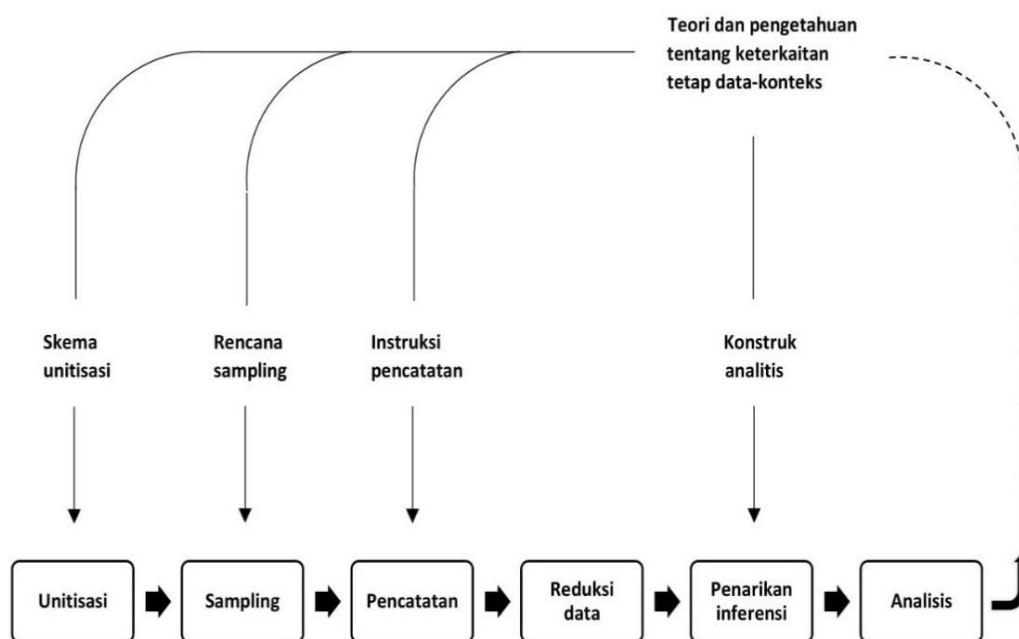 Teori dan pengetahuan
tentang keterkaitan
tetap data-konteks
Skema
unitisasi
Rencana
sampling
Instruksi
pencatatan
Konstruk
analitis
Unitisasi
Sampling
Pencatatan
Reduksi
data
Penarikan
inferensi
Analisis